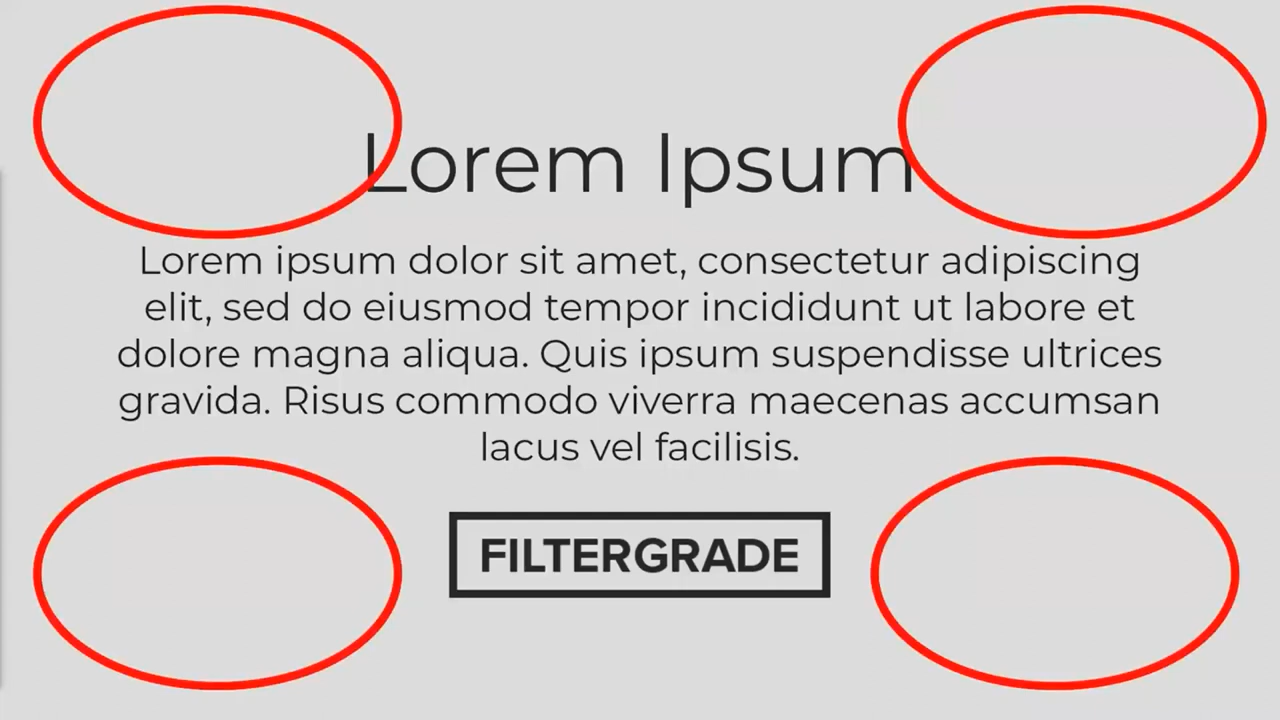 Lorem Ipsum
Lorem ipsum dolor sit amet, consectetur adipiscing
elit, sed do eiusmod tempor incididunt ut labore et
dolore magna aliqua. Quis ipsum suspendisse ultrices
gravida. Risus commodo viverra maecenas accumsan
lacus vel facilisis.
FILTERGRADE